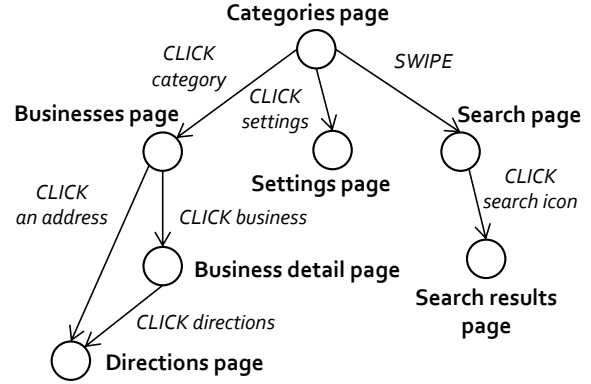 Categories page
CLICK
category
SWIPE
CLICK
settings
Businesses page
Search page
Settings page
CLICK
an address
CLICK business
CLICK
search icon
Business detail page
Search results
page
CLICK directions
Directions page